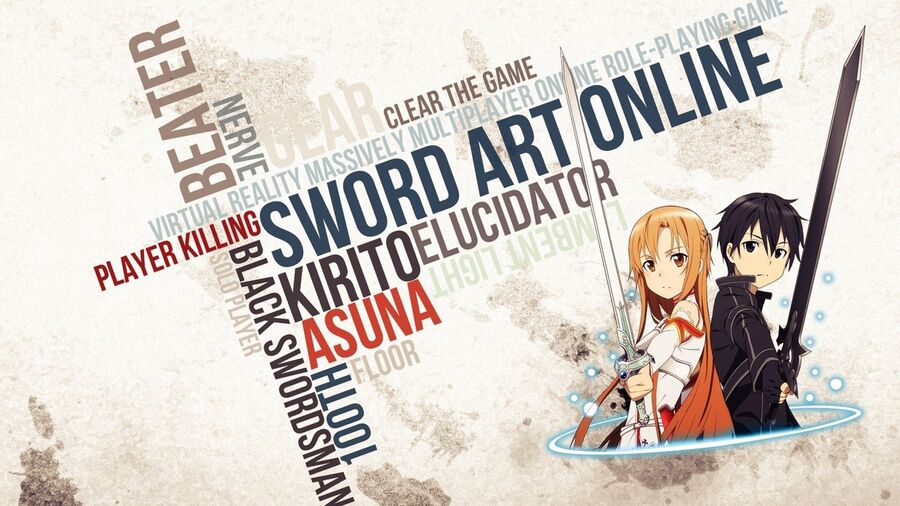 BEATER
NERVE
GEAR
CLEAR THE GAME
VIRTUAL REALITY MASSIVELY MULTIPLAYER ONLINE ROLE-PLAYING GAME
SWORD ART ONLINE
PLAYER KILLING
BLACK SWORDSMAN
SOLO PLAYER
KIRITO
ELUCIDATOR
LAMBENT LIGHT
ASUNA
100TH
FLOOR